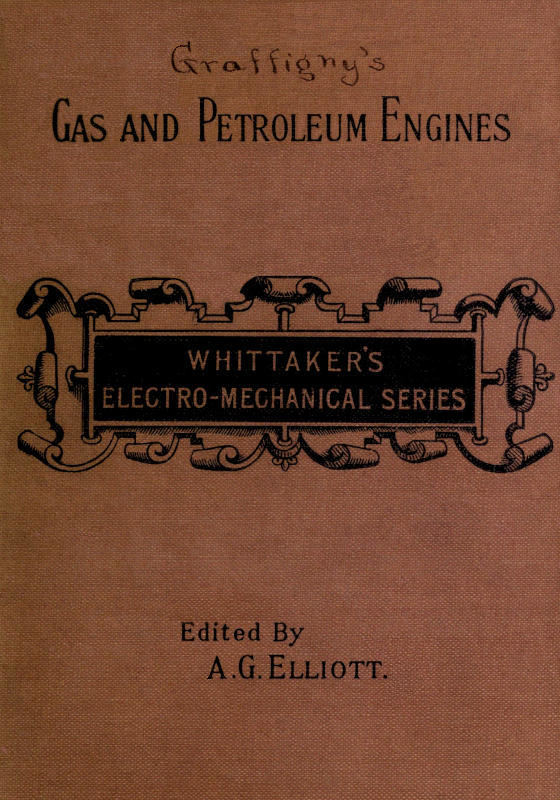 Graffigny's
GAS AND PETROLEUM ENGINES
WHITTAKER'S
ELECTRO-MECHANICAL SERIES
Edited By
A.G. ELLIOTT.